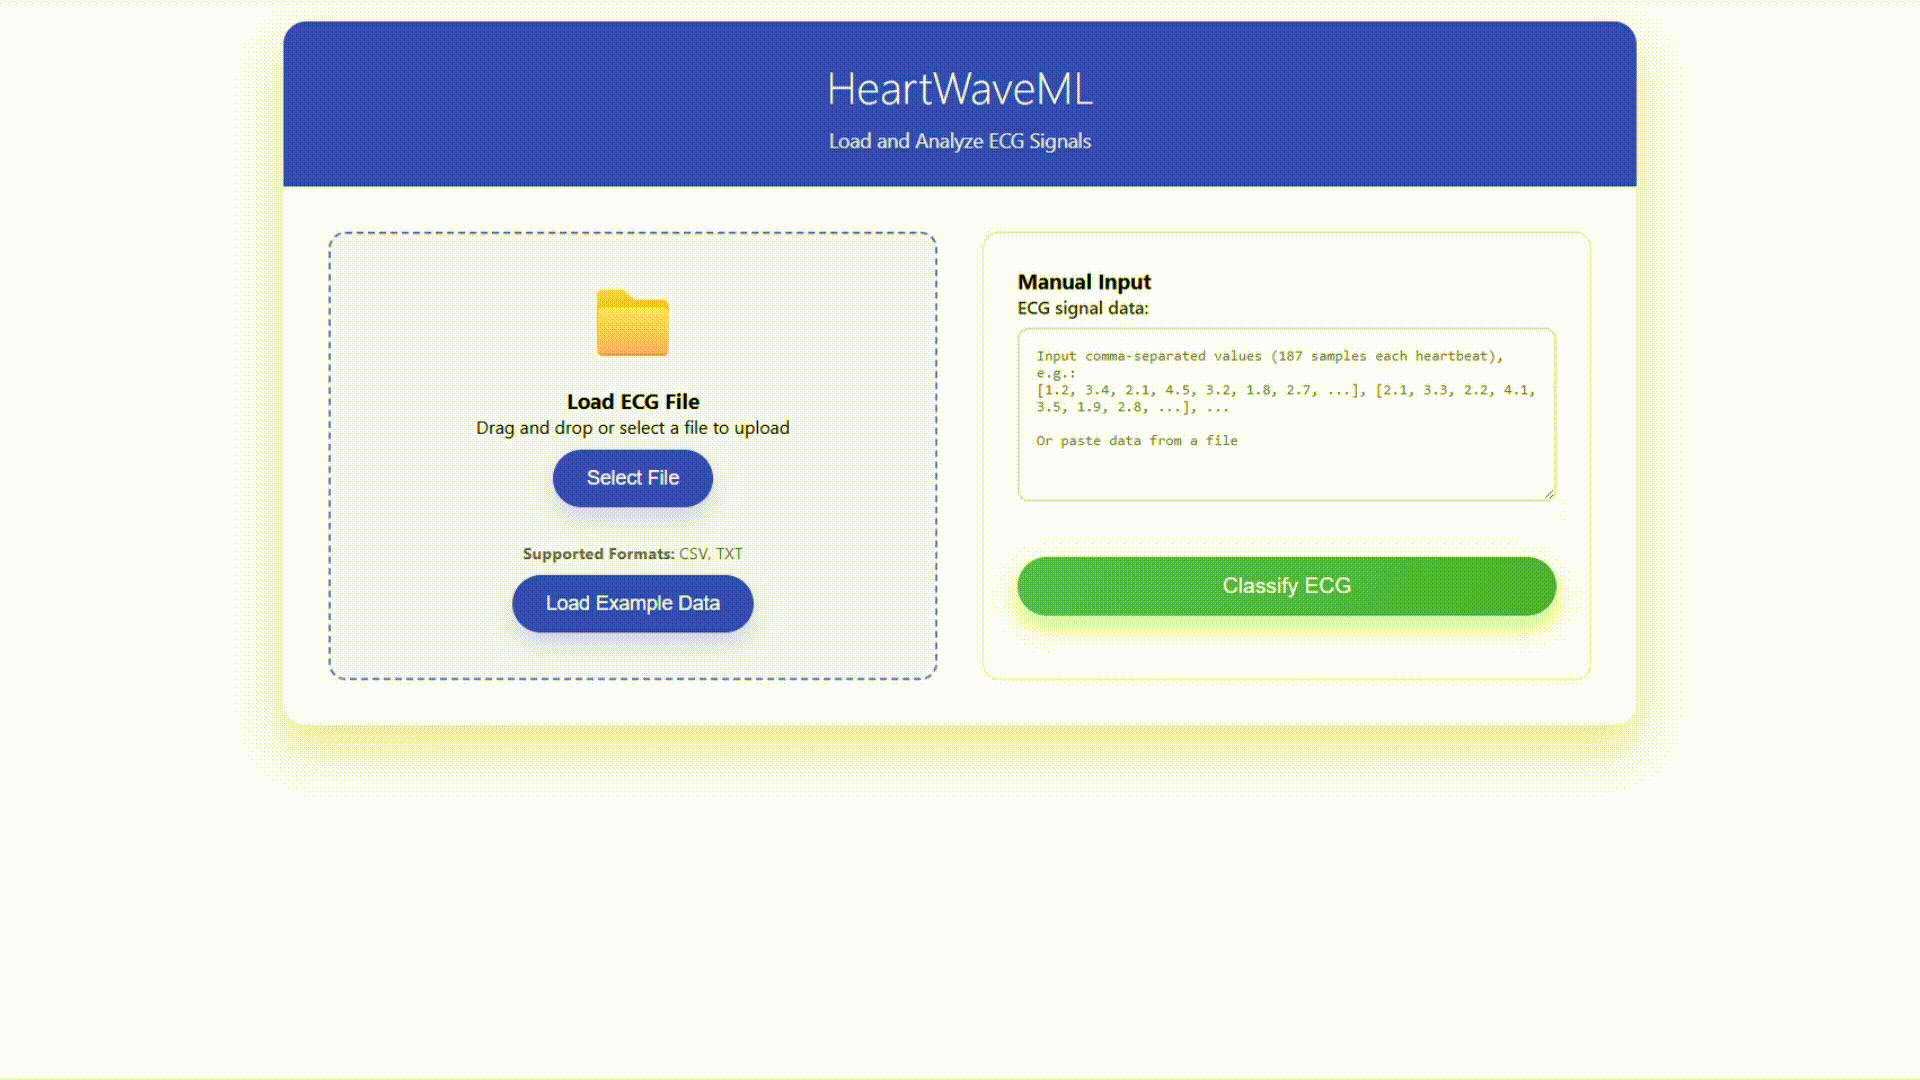 HeartWaveML
Load and Analyze ECG Signals
Load ECG File
Drag and drop or select a file to upload
Select File
Supported Formats: CSV, TXT
Load Example Data
Manual Input
ECG signal data:
Input comma-separated values (187 samples each heartbeat),
e.g.:
[1.2, 3.4, 2.1, 4.5, 3.2, 1.8, 2.7, ...], [2.1, 3.3, 2.2, 4.1,
3.5, 1.9, 2.8, ...], ...
Or paste data from a file
Classify ECG